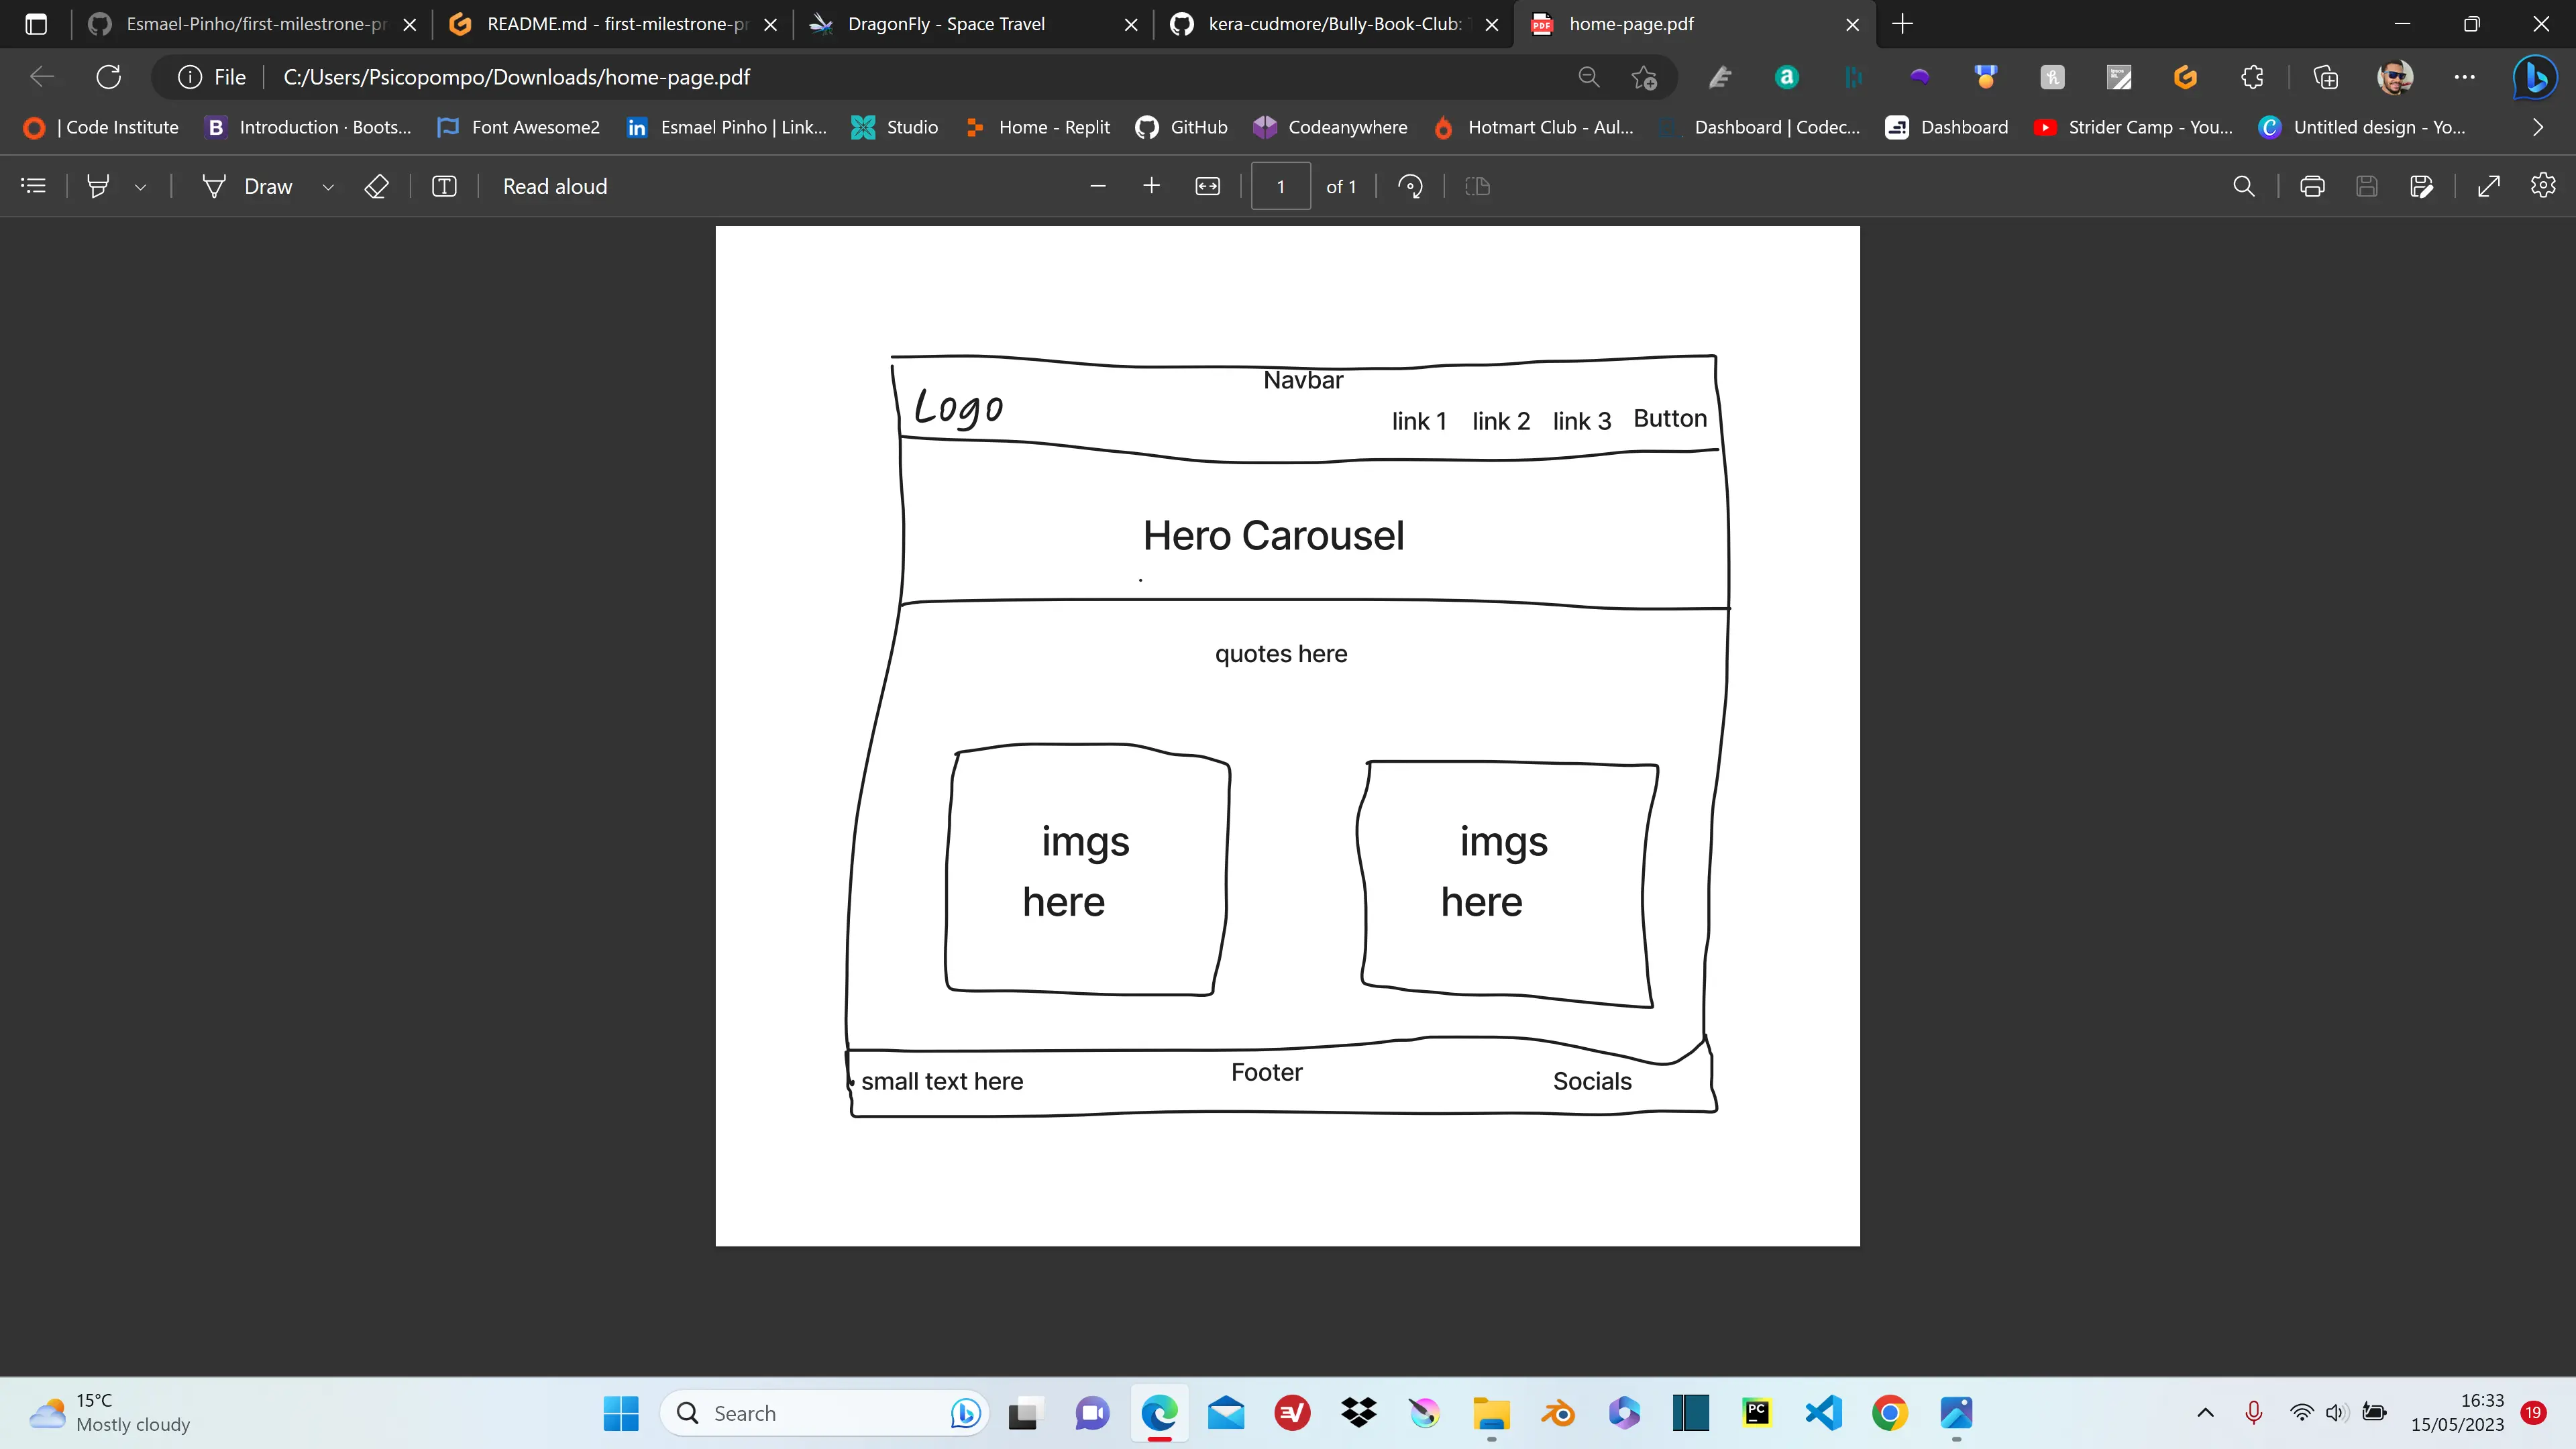 Esmael-Pinho/first-milestrone-pr
README.md - first-milestrone-pr
DragonFly - Space Travel
kera-cudmore/Bully-Book-Club:
home-page.pdf
File
C:/Users/Psicopompo/Downloads/home-page.pdf
| Code Institute
Introduction · Boots...
Font Awesome2
Esmael Pinho | Link...
Studio
Home - Replit
GitHub
Codeanywhere
Hotmart Club - Aul...
Dashboard | Codec...
Dashboard
Strider Camp - You...
Untitled design - Yo...
Draw
Read aloud
1
of 1
Navbar
Logo
link 1 link 2 link 3 Button
Hero Carousel
quotes here
imgs
here
imgs
here
small text here
Footer
Socials
15°C
Mostly cloudy
Search
16:33
15/05/2023
19